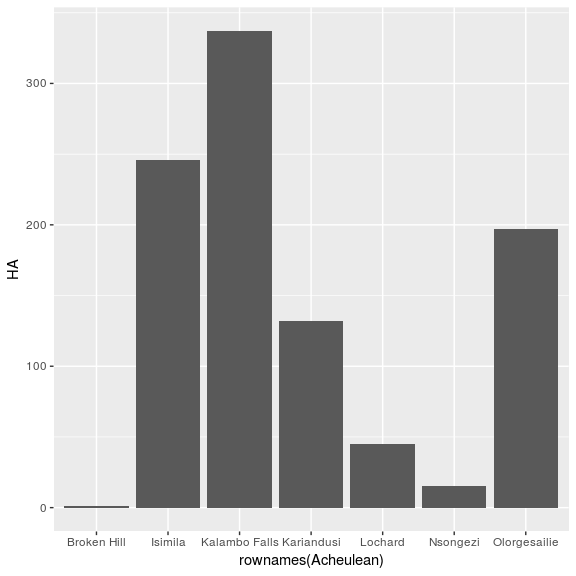 300
200
100
0
HA
Broken Hill Isimila Kalambo Falls Kariandusi Lochard Nsongezi Olorgesailie
rownames(Acheulean)